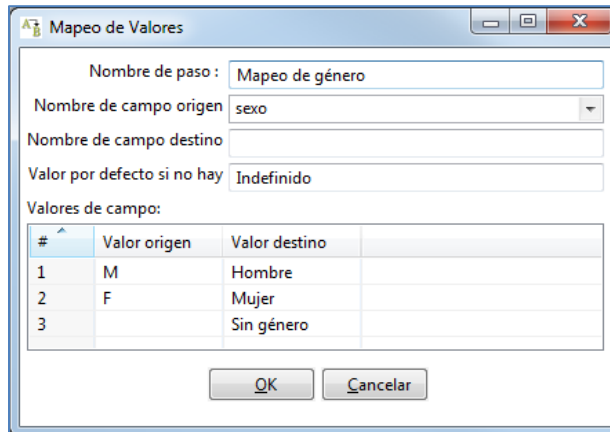 Mapeo de Valores
Nombre de paso : Mapeo de género
Nombre de campo origen sexo
Nombre de campo destino
Valor por defecto si no hay Indefinido
Valores de campo:
# Valor origen Valor destino
1 M Hombre
2 F Mujer
3 Sin género
OK Cancelar